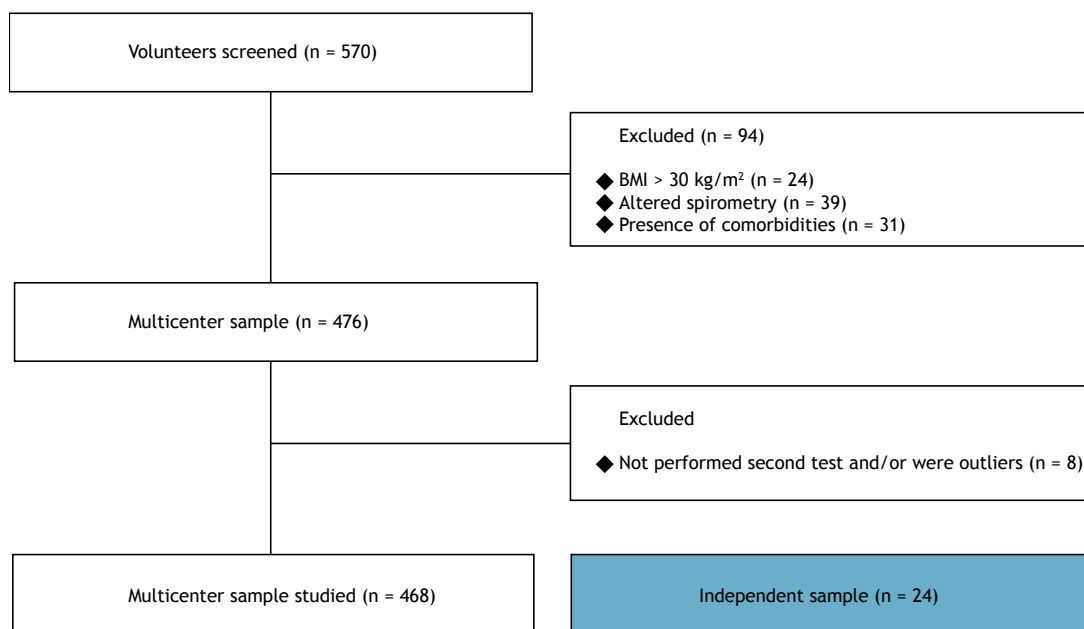 Volunteers screened (n = 570)
Excluded (n = 94)
◆ BMI > 30 kg/m² (n = 24)
◆ Altered spirometry (n = 39)
◆ Presence of comorbidities (n = 31)
Multicenter sample (n = 476)
Excluded
◆ Not performed second test and/or were outliers (n = 8)
Multicenter sample studied (n = 468)
Independent sample (n = 24)